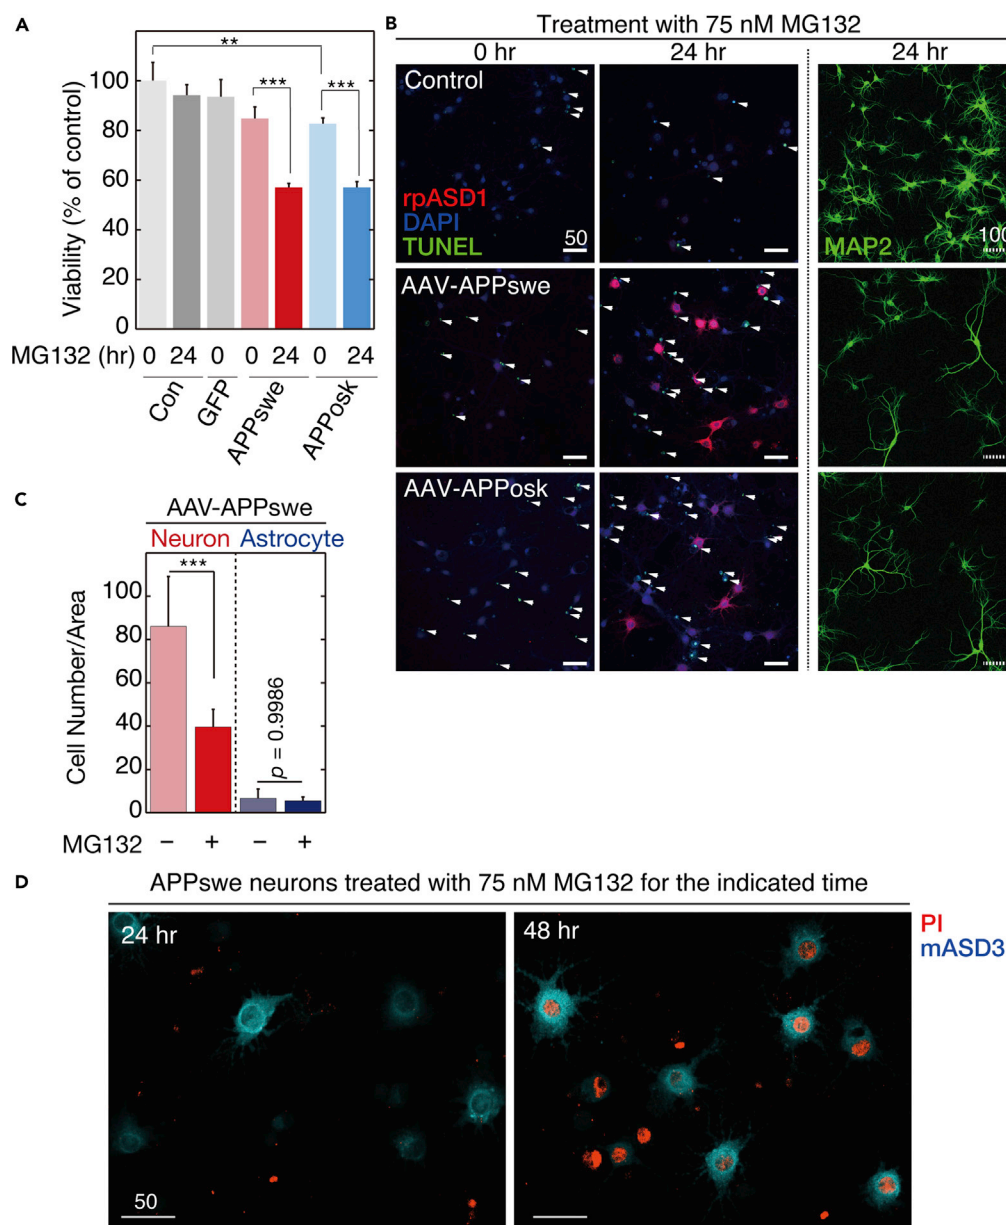 A
**
***
***
100
80
60
40
20
0
Viability (% of control)
MG132 (hr) 0 24 0 0 24 0 24
Con GFP APPswe APPosk
B
Treatment with 75 nM MG132
0 hr 24 hr 24 hr
Control
rpASD1
DAPI
TUNEL
50
MAP2
100
AAV-APPswe
AAV-APPosk
C
AAV-APPswe
Neuron Astrocyte
***
p = 0.9986
100
80
60
40
20
0
Cell Number/Area
MG132 − + − +
D
APPswe neurons treated with 75 nM MG132 for the indicated time
24 hr
50
48 hr
PI
mASD3